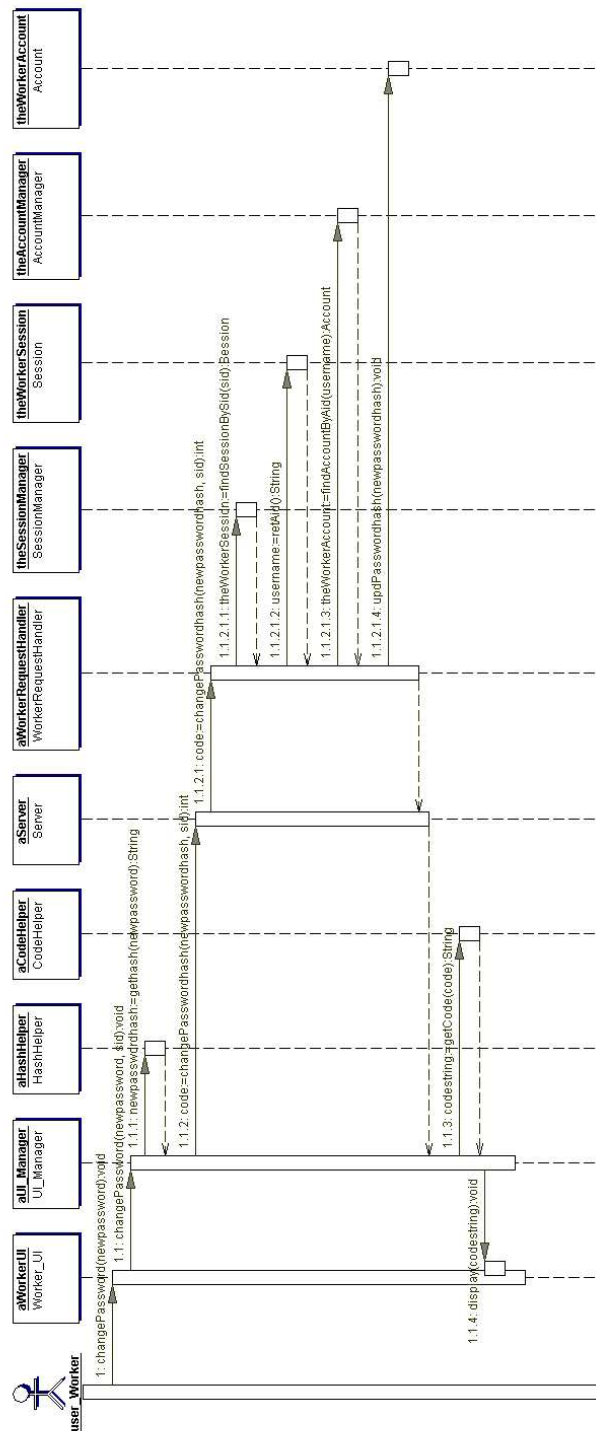 user_Worker
aWorkerUI
Worker_UI
aUI_Manager
UI_Manager
aHashHelper
HashHelper
aCodeHelper
CodeHelper
aServer
Server
aWorkerRequestHandler
WorkerRequestHandler
theSessionManager
SessionManager
theWorkerSession
Session
theAccountManager
AccountManager
theWorkerAccount
Account
1: changePassword(newpassword):void
1.1: changePassword(newpassword, sid):void
1.1.1: newpasswordhash:=gethash(newpassword):String
1.1.2: code:=changePasswordhash(newpasswordhash, sid):int
1.1.2.1: code:=changePasswordhash(newpasswordhash, sid):int
1.1.2.1.1: theWorkerSession:=findSessionBySid(sid):Session
1.1.2.1.2: username:=retAid():String
1.1.2.1.3: theWorkerAccount:=findAccountByAid(username):Account
1.1.2.1.4: updPasswordhash(newpasswordhash):void
1.1.3: codestring:=getCode(code):String
1.1.4: display(codestring):void